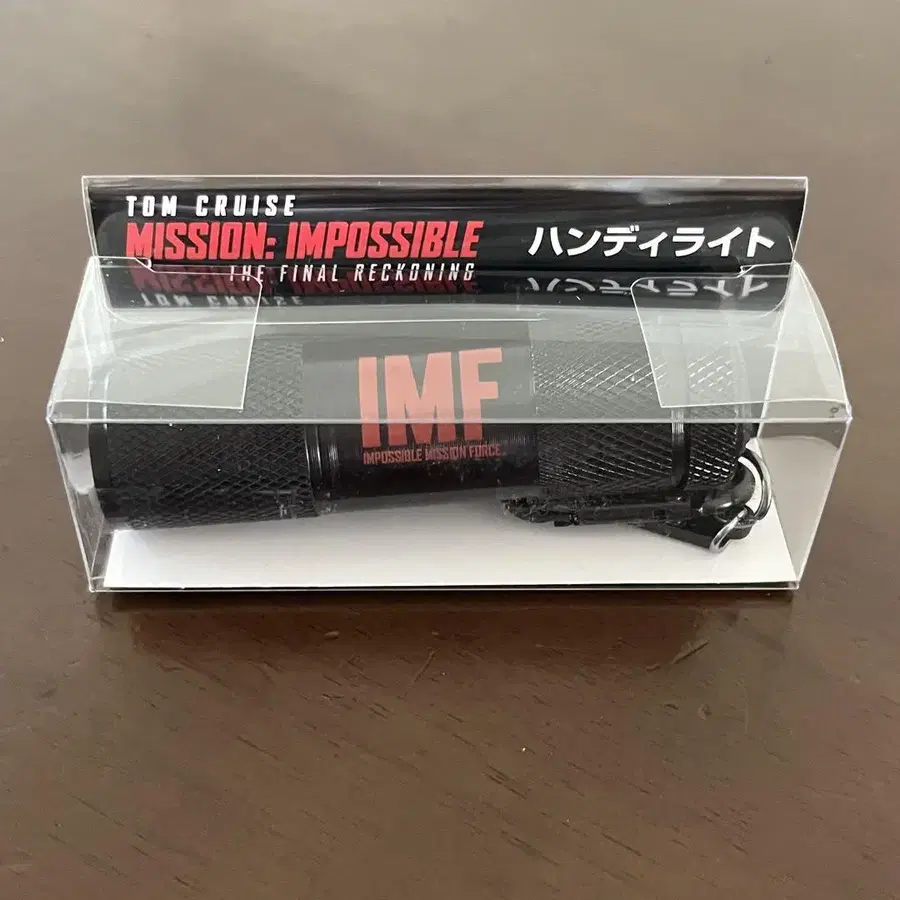 TOM CRUISE
MISSION: IMPOSSIBLE
THE FINAL RECKONING
ハンディライト
IMF
IMPOSSIBLE MISSION FORCE